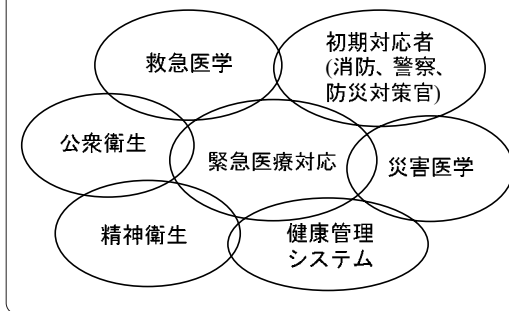 救急医学
初期対応者
(消防、警察、
防災対策官)
公衆衛生
緊急医療対応
災害医学
精神衛生
健康管理
システム